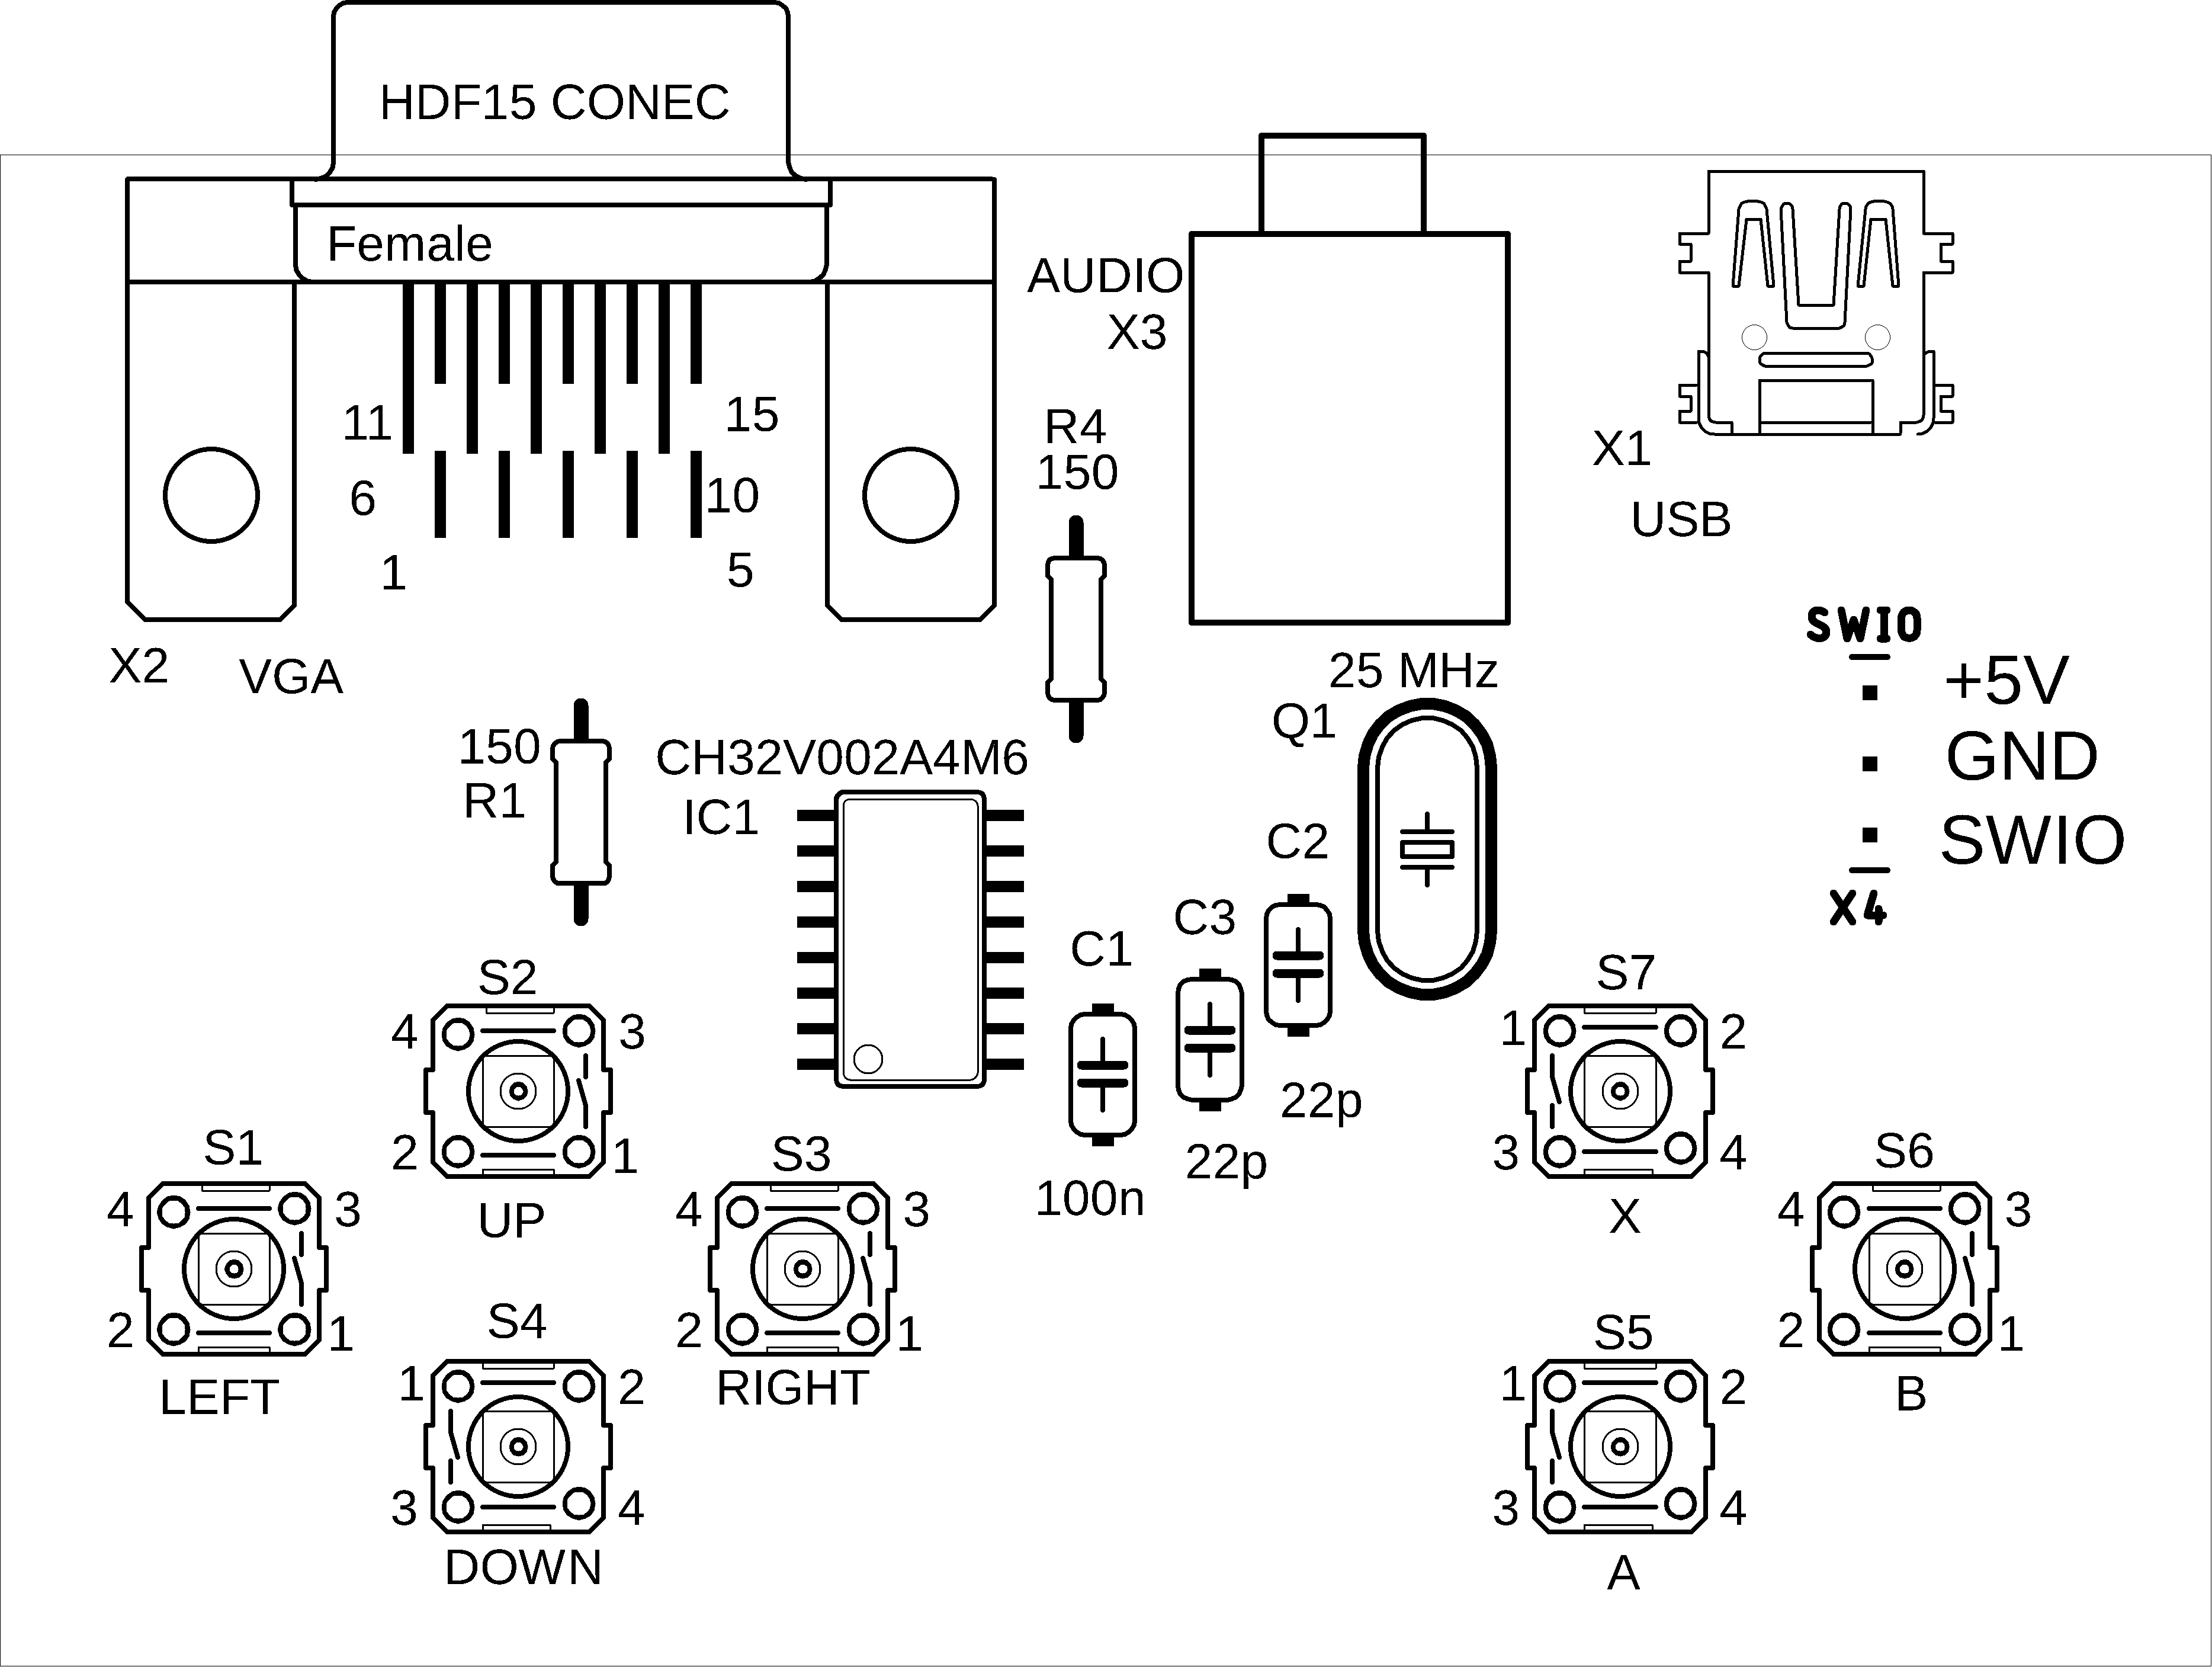 HDF15 CONEC
Female
11
15
6
10
1
5
X2
VGA
AUDIO
X3
R4
150
X1
USB
SWIO
+5V
GND
SWIO
X4
25 MHz
Q1
150
R1
CH32V002A4M6
IC1
C2
22p
C3
22p
C1
100n
S2
4
3
2
1
UP
S1
4
3
2
1
LEFT
S3
4
3
2
1
RIGHT
S4
1
2
3
4
DOWN
S7
1
2
3
4
X
S6
4
3
2
1
B
S5
1
2
3
4
A